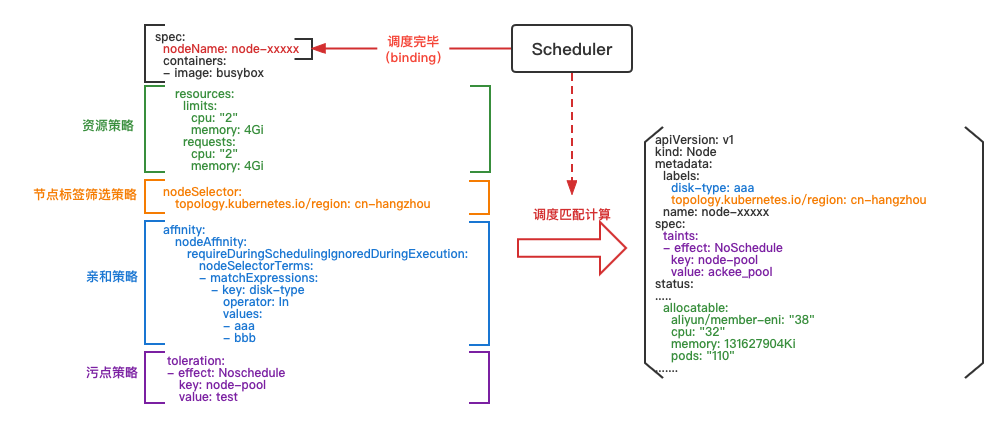 spec:
nodeName: node-xxxxx
containers:
- image: busybox
调度完毕
(binding)
Scheduler
资源策略
resources:
limits:
cpu: "2"
memory: 4Gi
requests:
cpu: "2"
memory: 4Gi
节点标签筛选策略
nodeSelector:
topology.kubernetes.io/region: cn-hangzhou
亲和策略
affinity:
nodeAffinity:
requireDuringSchedulingIgnoredDuringExecution:
nodeSelectorTerms:
- matchExpressions:
- key: disk-type
operator: In
values:
- aaa
- bbb
污点策略
toleration:
- effect: Noschedule
key: node-pool
value: test
调度匹配计算
apiVersion: v1
kind: Node
metadata:
labels:
disk-type: aaa
topology.kubernetes.io/region: cn-hangzhou
name: node-xxxxx
spec:
taints:
- effect: NoSchedule
key: node-pool
value: ackee_pool
status:
.....
allocatable:
aliyun/member-eni: "38"
cpu: "32"
memory: 131627904Ki
pods: "110"
.......